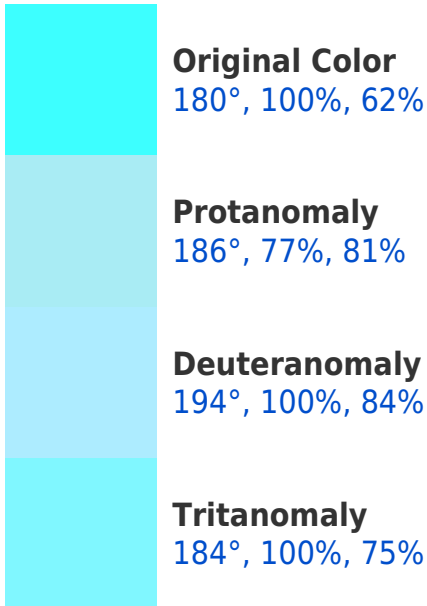 Original Color
180°, 100%, 62%
Protanomaly
186°, 77%, 81%
Deuteranomaly
194°, 100%, 84%
Tritanomaly
184°, 100%, 75%